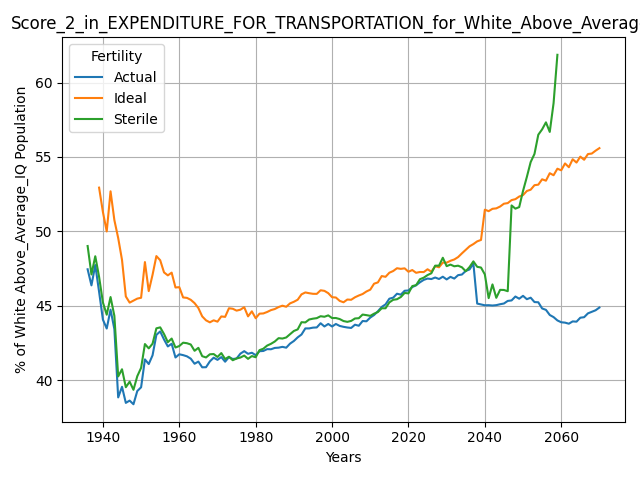 Score_2_in_EXPENDITURE_FOR_TRANSPORTATION_for_White_Above_Averag
Fertility
Actual
Ideal
Sterile
% of White Above_Average_IQ Population
60
55
50
45
40
1940
1960
1980
2000
2020
2040
2060
Years